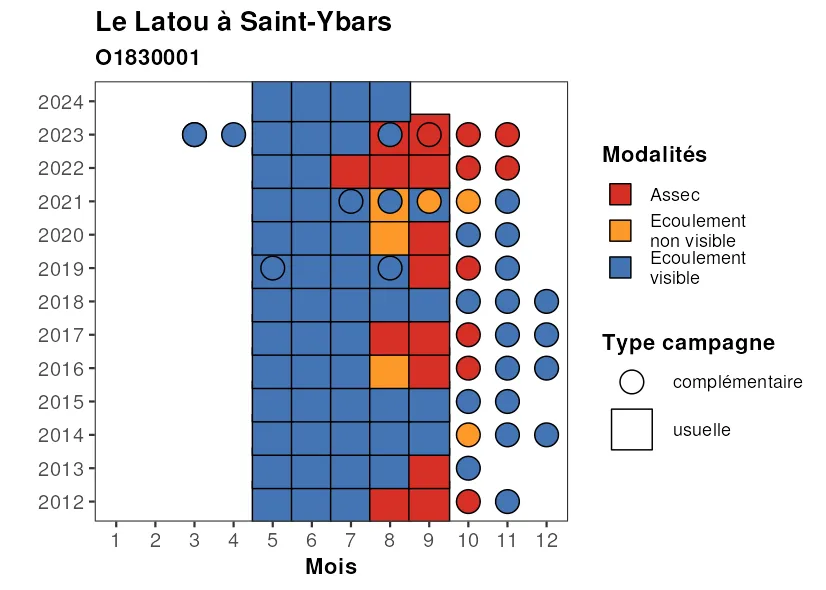 Le Latou à Saint-Ybars
O1830001
2024
2023
2022
2021
2020
2019
2018
2017
2016
2015
2014
2013
2012
1 2 3 4 5 6 7 8 9 10 11 12
Mois
Modalités
Assec
Ecoulement
non visible
Ecoulement
visible
Type campagne
complémentaire
usuelle